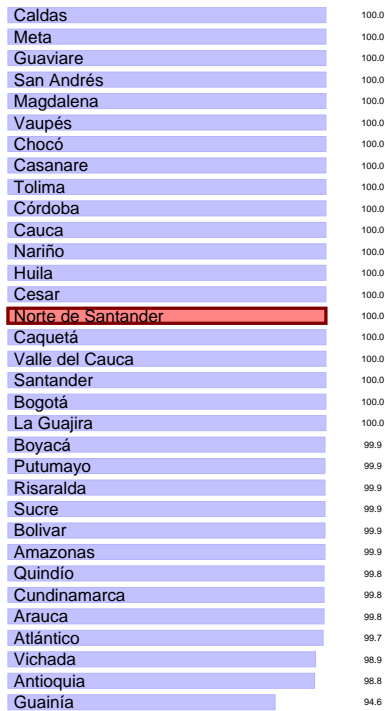 Caldas 100.0
Meta 100.0
Guaviare 100.0
San Andrés 100.0
Magdalena 100.0
Vaupés 100.0
Chocó 100.0
Casanare 100.0
Tolima 100.0
Córdoba 100.0
Cauca 100.0
Nariño 100.0
Huila 100.0
Cesar 100.0
Norte de Santander 100.0
Caquetá 100.0
Valle del Cauca 100.0
Santander 100.0
Bogotá 100.0
La Guajira 100.0
Boyacá 99.9
Putumayo 99.9
Risaralda 99.9
Sucre 99.9
Bolivar 99.9
Amazonas 99.9
Quindío 99.8
Cundinamarca 99.8
Arauca 99.8
Atlántico 99.7
Vichada 98.9
Antioquia 98.8
Guainía 94.6